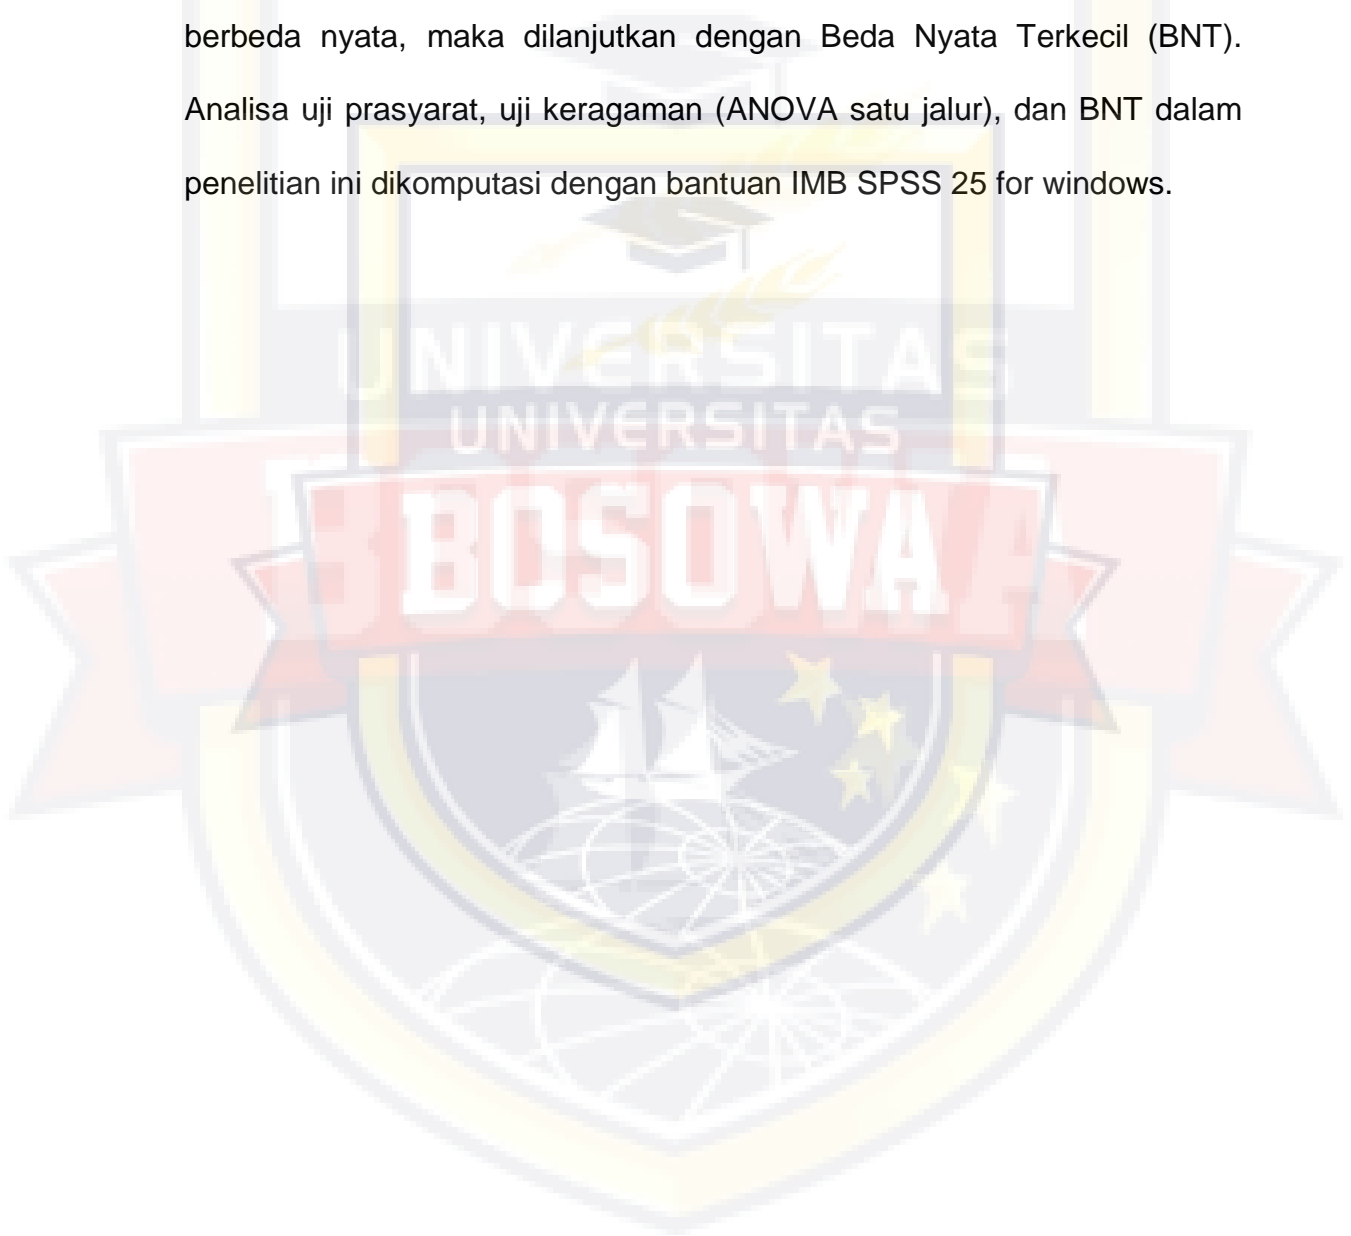 berbeda nyata, maka dilanjutkan dengan Beda Nyata Terkecil (BNT).
Analisa uji prasyarat, uji keragaman (ANOVA satu jalur), dan BNT dalam
penelitian ini dikomputasi dengan bantuan IMB SPSS 25 for windows.
UNIVERSITAS
UNIVERSITAS
BOSOWA
BOSOWA